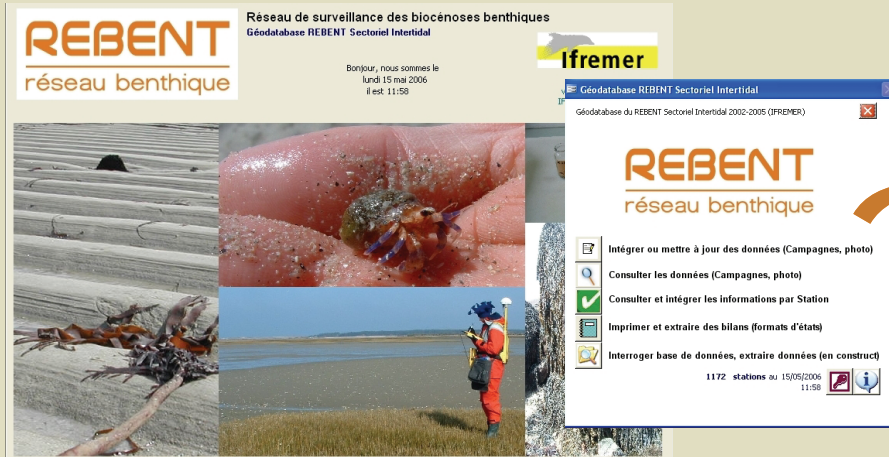 REBENT
réseau benthique
Réseau de surveillance des biocénoses benthiques
Géodatabase REBENT Sectoriel Intertidal
Bonjour, nous sommes le
lundi 15 mai 2006
il est 11:58
Ifremer
Géodatabase REBENT Sectoriel Intertidal
Géodatabase du REBENT Sectoriel Intertidal 2002-2005 (IFREMER)
REBENT
réseau benthique
Intégrer ou mettre à jour des données (Campagnes, photo)
Consulter les données (Campagnes, photo)
Consulter et intégrer les informations par Station
Imprimer et extraire des bilans (formats d'états)
Interroger base de données, extraire données (en construct)
1172 stations au 15/05/2006
11:58